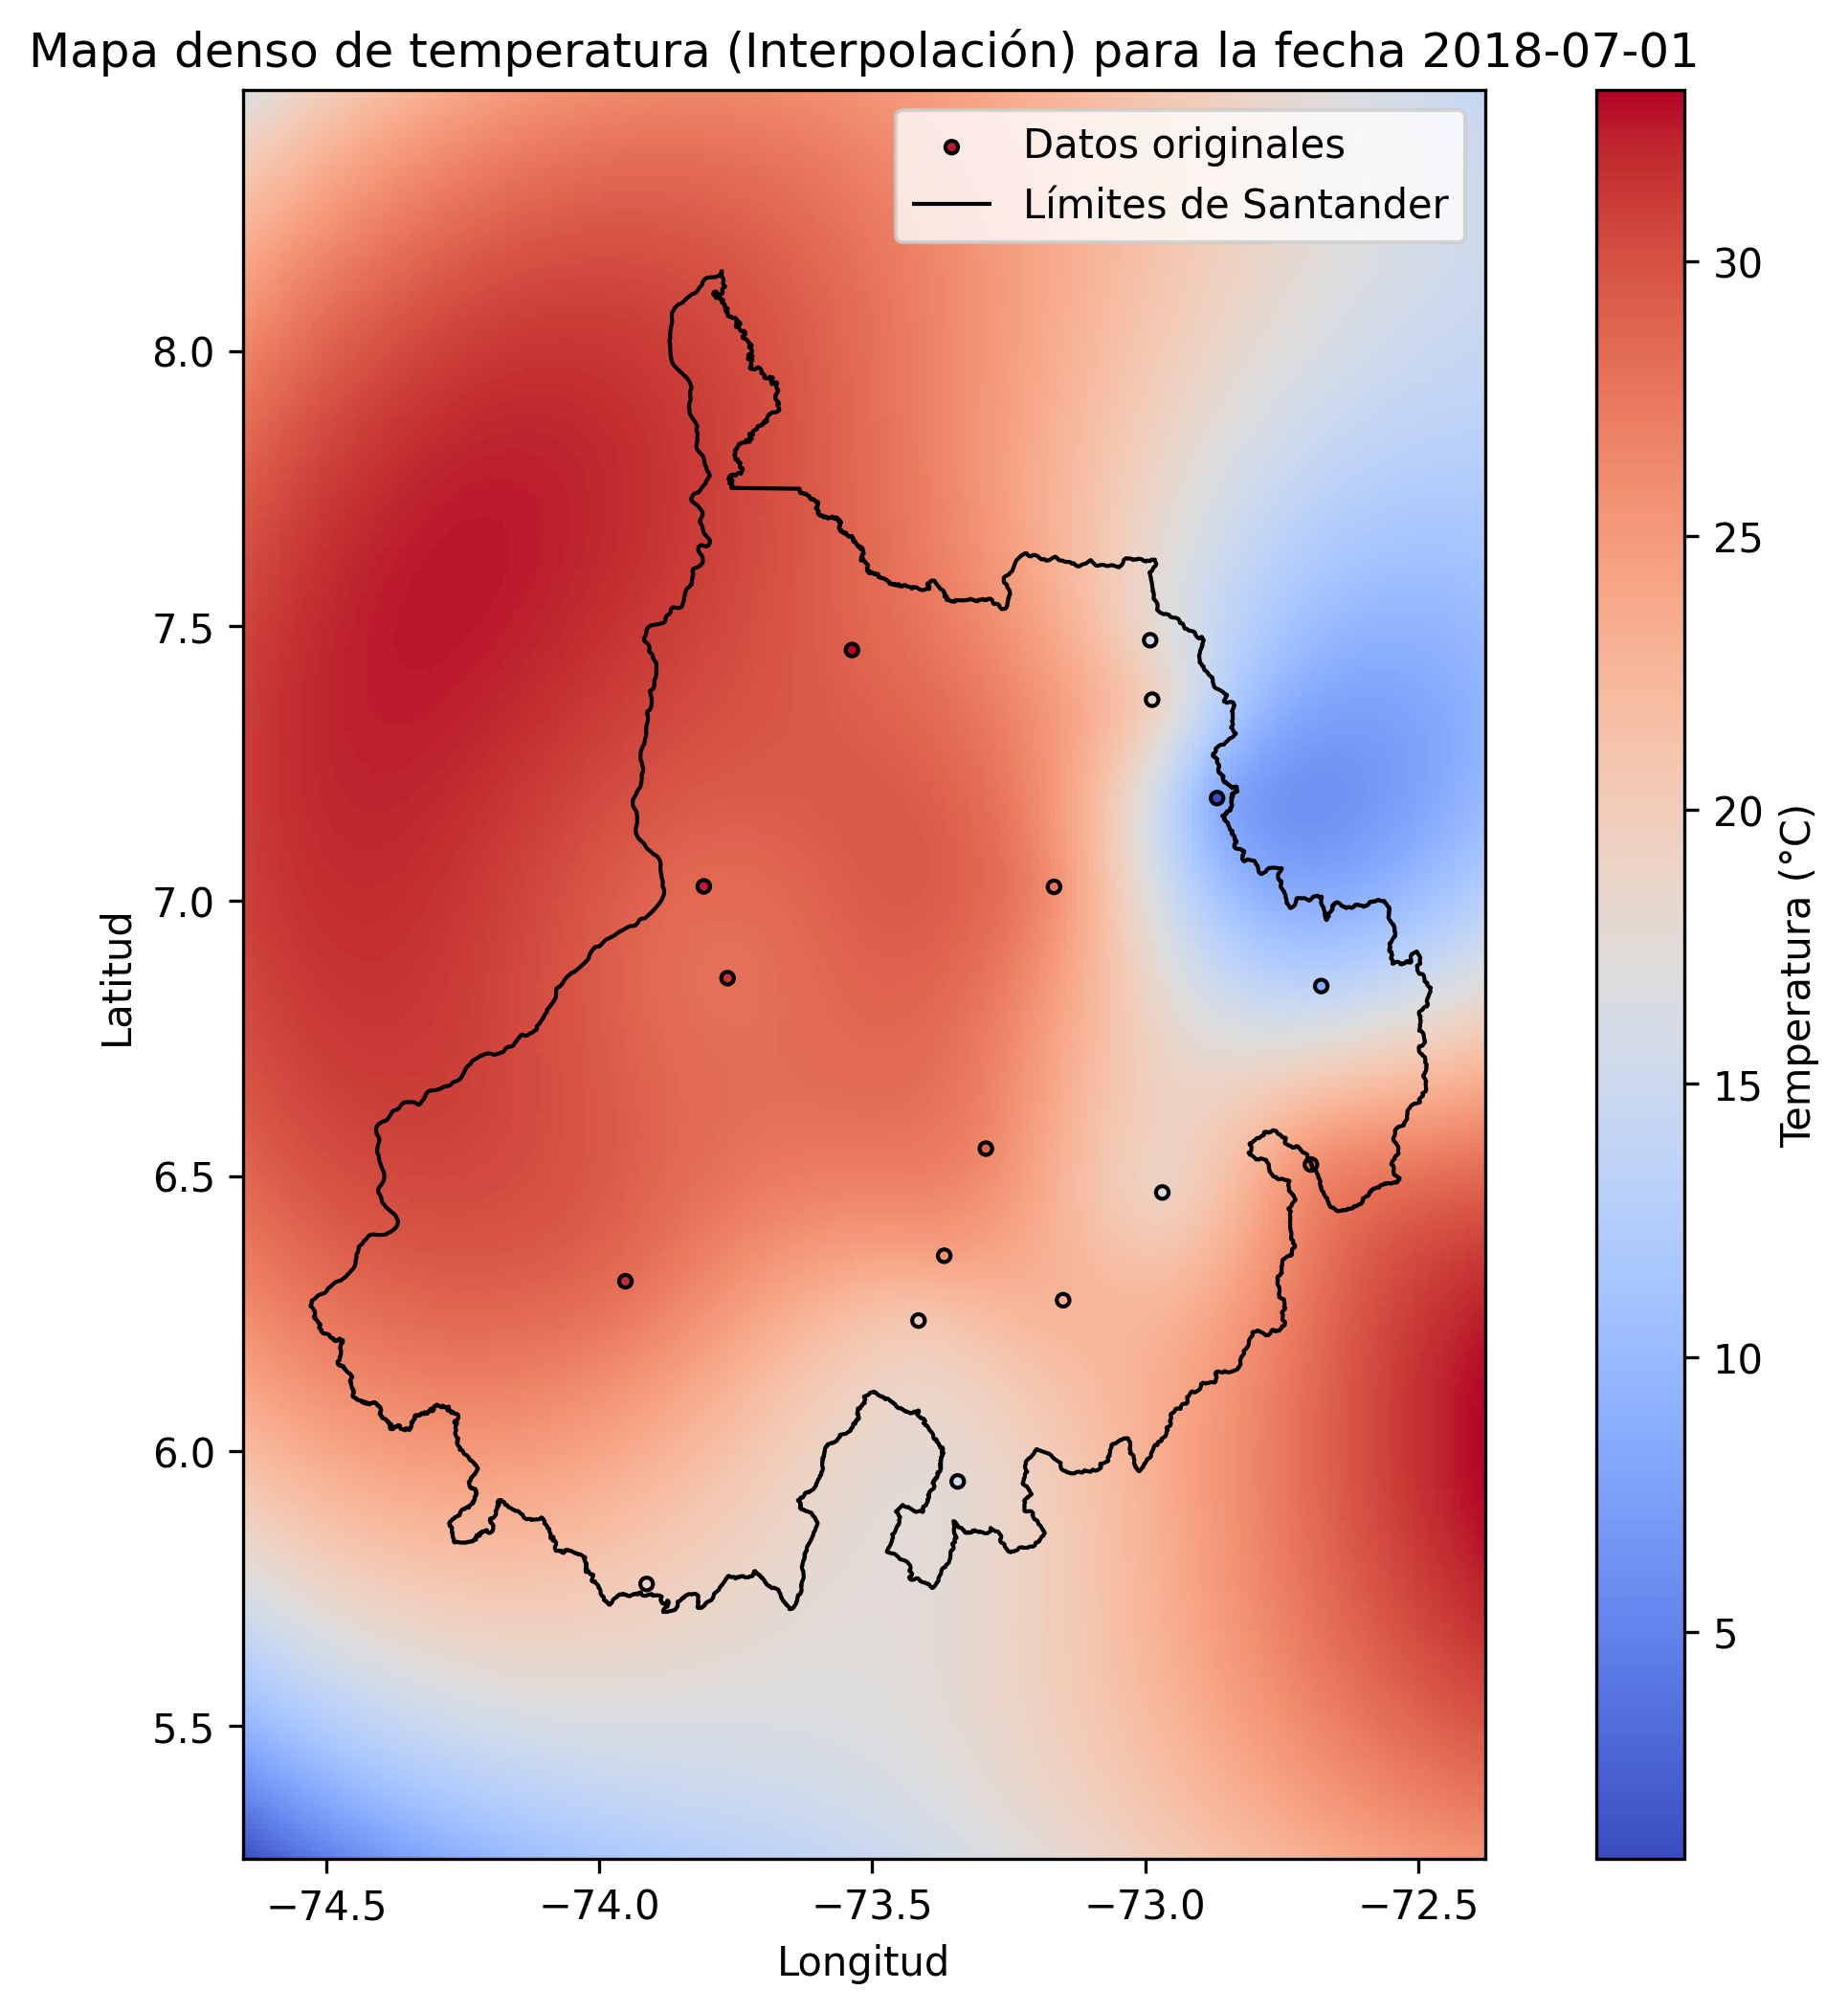 Mapa denso de temperatura (Interpolación) para la fecha 2018-07-01
Datos originales
Límites de Santander
8.0
7.5
7.0
6.5
6.0
5.5
Latitud
−74.5
−74.0
−73.5
−73.0
−72.5
Longitud
30
25
20
15
10
5
Temperatura (°C)